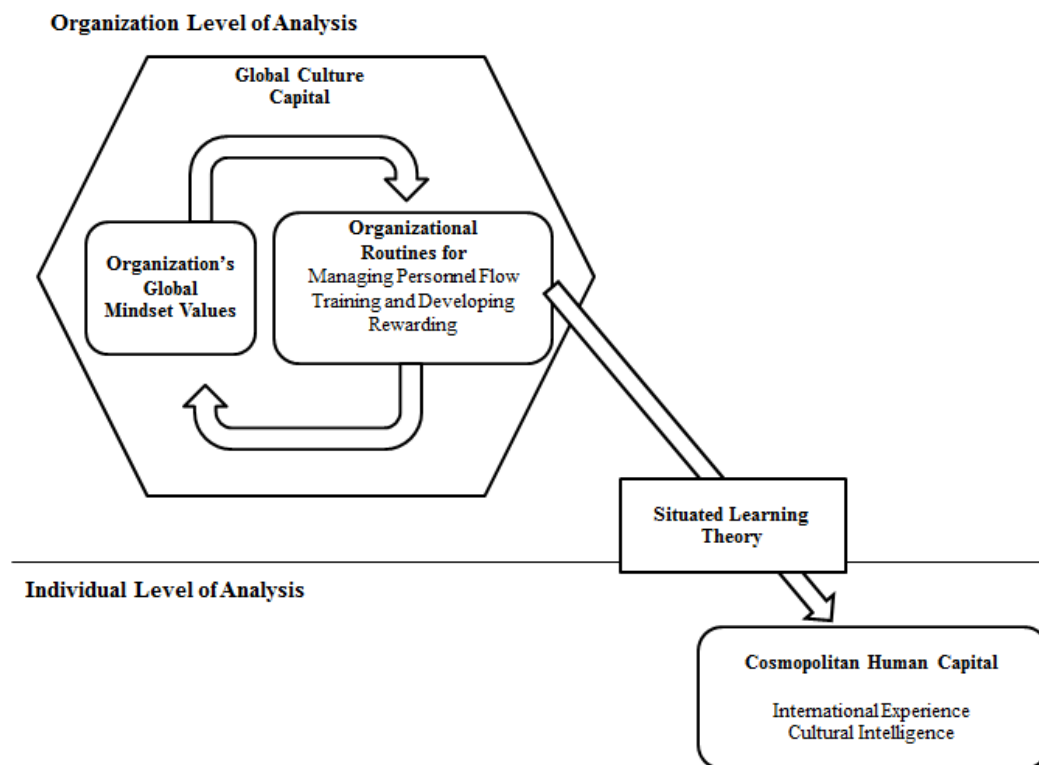 Organization Level of Analysis
Global Culture
Capital
Organization's
Global
Mindset Values
Organizational
Routines for
Managing Personnel Flow
Training and Developing
Rewarding
Situated Learning
Theory
Individual Level of Analysis
Cosmopolitan Human Capital
International Experience
Cultural Intelligence